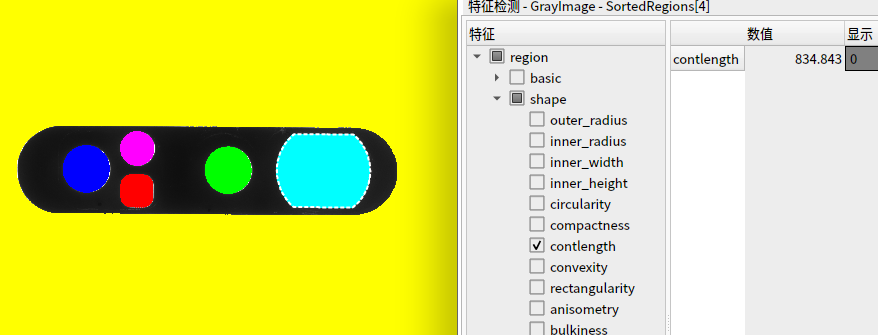 特征检测 - GrayImage - SortedRegions[4]
特征
数值
显示
region
contlength
834.843
0
basic
shape
outer_radius
inner_radius
inner_width
inner_height
circularity
compactness
contlength
convexity
rectangularity
anisometry
bulkiness